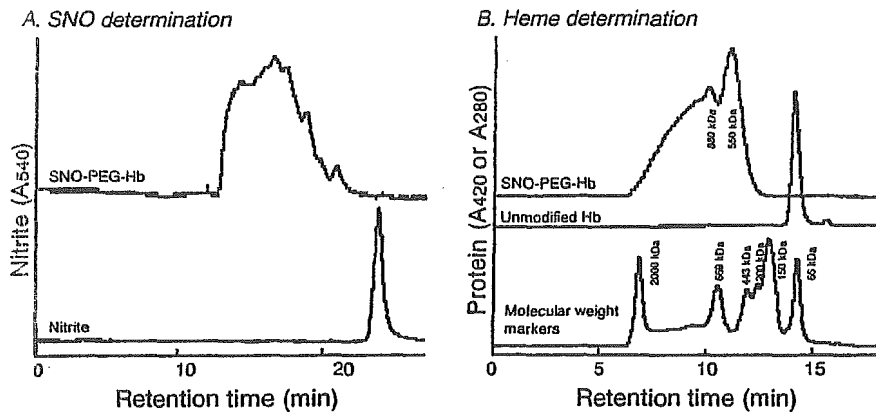 A. SNO determination
Nitrite (A540)
SNO-PEG-Hb
Nitrite
0
10
20
Retention time (min)
B. Heme determination
Protein (A420 or A280)
880 kDa
550 kDa
SNO-PEG-Hb
Unmodified Hb
2000 kDa
669 kDa
443 kDa
200 kDa
150 kDa
66 kDa
Molecular weight
markers
0
5
10
15
Retention time (min)